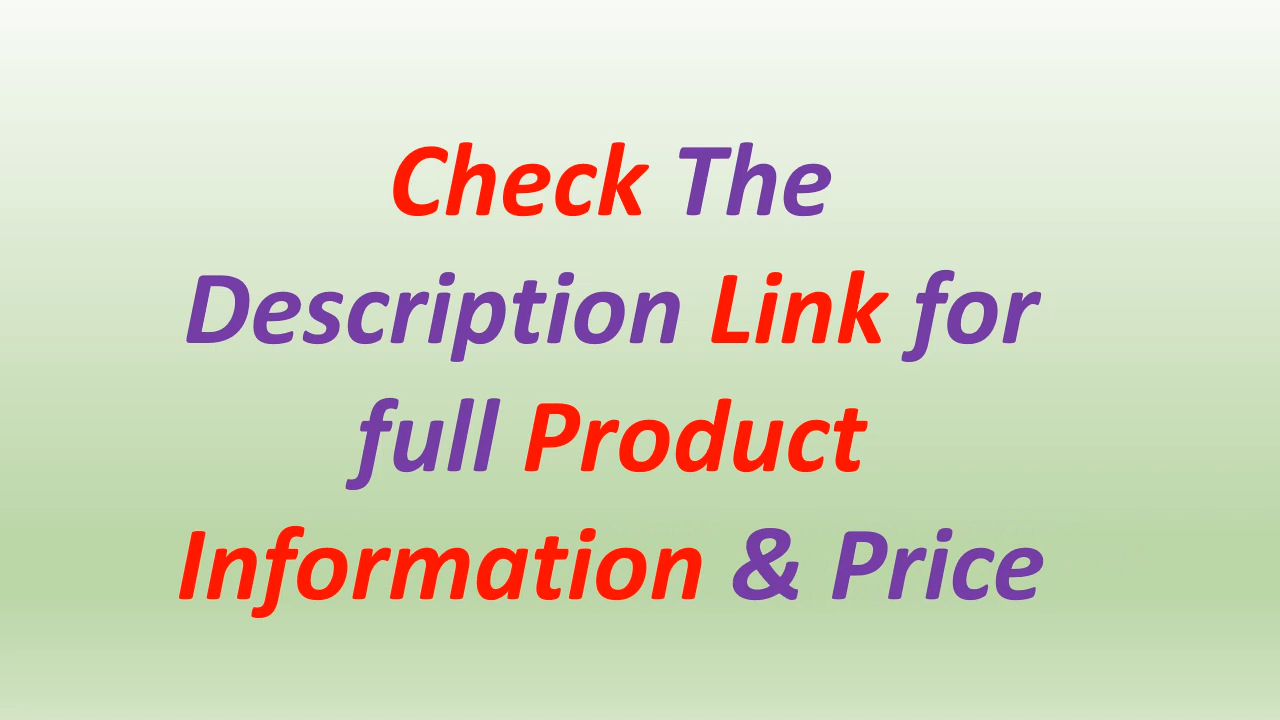 Check The
Description Link for
full Product
Information & Price